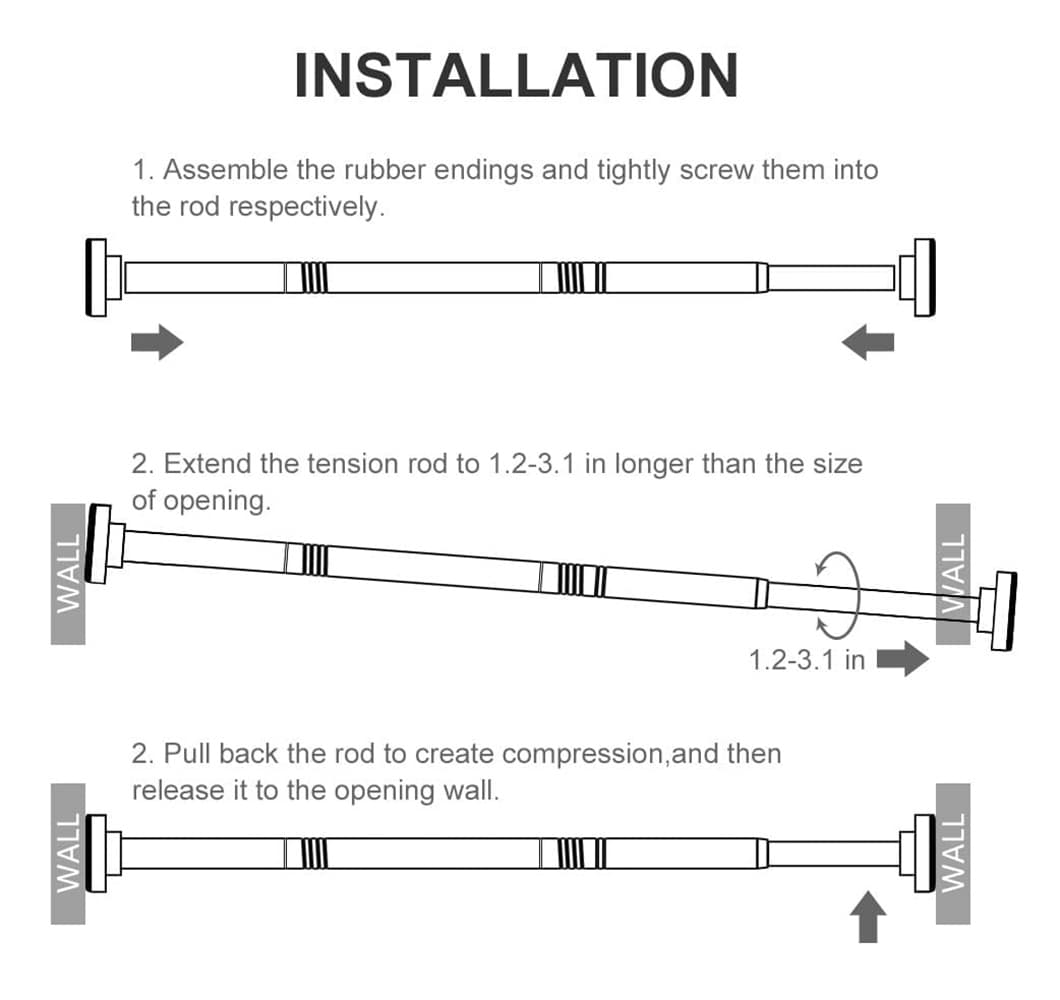 INSTALLATION
1. Assemble the rubber endings and tightly screw them into
the rod respectively.
2. Extend the tension rod to 1.2-3.1 in longer than the size
of opening.
WALL
WALL
1.2-3.1 in
2. Pull back the rod to create compression,and then
release it to the opening wall.
WALL
WALL